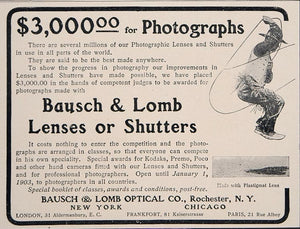 $3,000.00 for Photographs
There are several millions of our Photographic Lenses and Shutters
in use in all parts of the world.
They are said to be the best made anywhere.
To show the progress in photography our improvements in
Lenses and Shutters have made possible, we have placed
$3,000.00 in the hands of competent judges to be awarded for
photographs made with
Bausch & Lomb
Lenses or Shutters
It costs nothing to enter the competition and the photo-
graphs are arranged in classes, so that everyone can compete
in his own speciality. Special awards for Kodaks, Premo, Poco
and other hand cameras fitted with our Lenses and Shutters,
and for professional photographers. Open until January 1,
1903, to photographers in all countries.
Special booklet of classes, awards and conditions, post-free.
Made with Plastigmat Lens
BAUSCH & LOMB OPTICAL CO., Rochester, N. Y.
NEW YORK CHICAGO
LONDON, 31 Aldermanbury, E. C. FRANKFURT, 81 Kaiserstrasse PARIS, 21 Rue Albouy